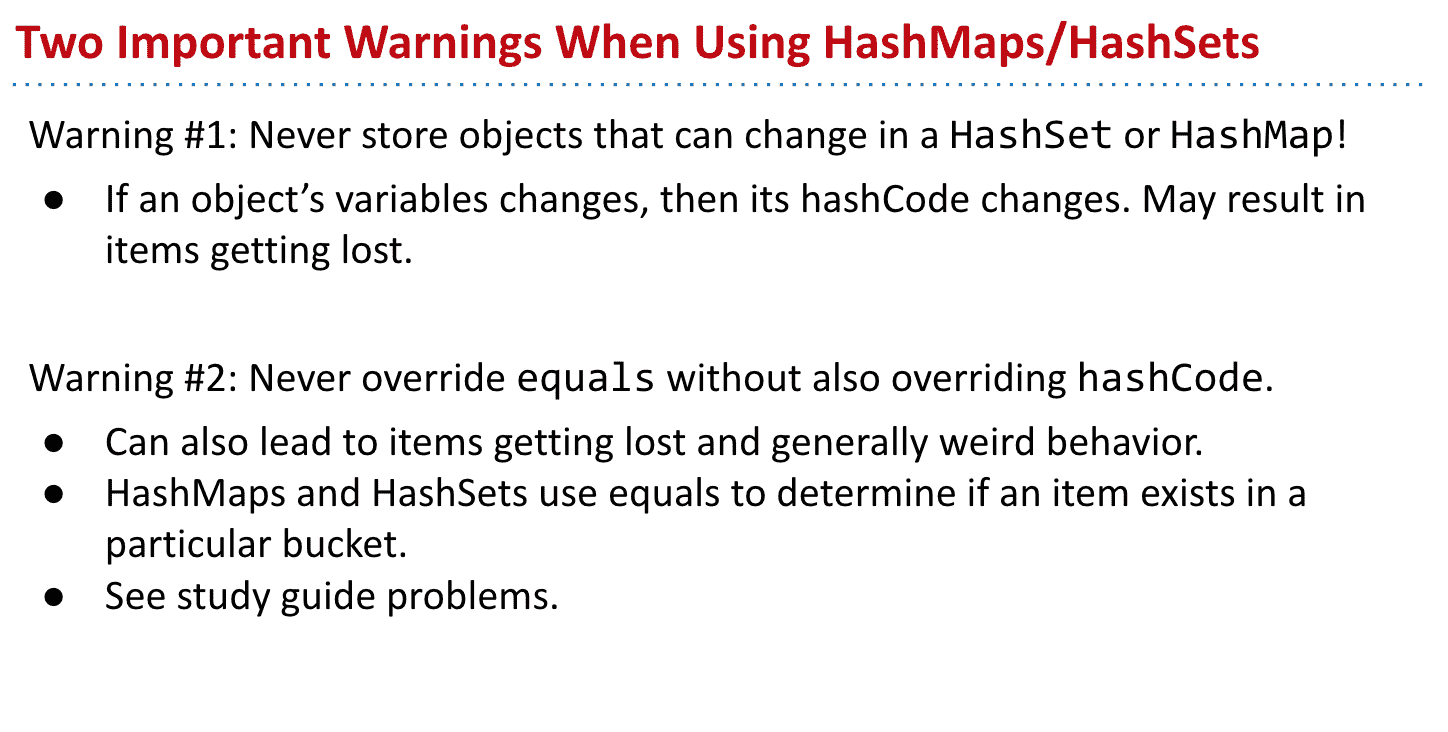 Two Important Warnings When Using HashMaps/HashSets
Warning #1: Never store objects that can change in a HashSet or HashMap!
● If an object’s variables changes, then its hashCode changes. May result in
items getting lost.
Warning #2: Never override equals without also overriding hashCode.
● Can also lead to items getting lost and generally weird behavior.
● HashMaps and HashSets use equals to determine if an item exists in a
particular bucket.
● See study guide problems.